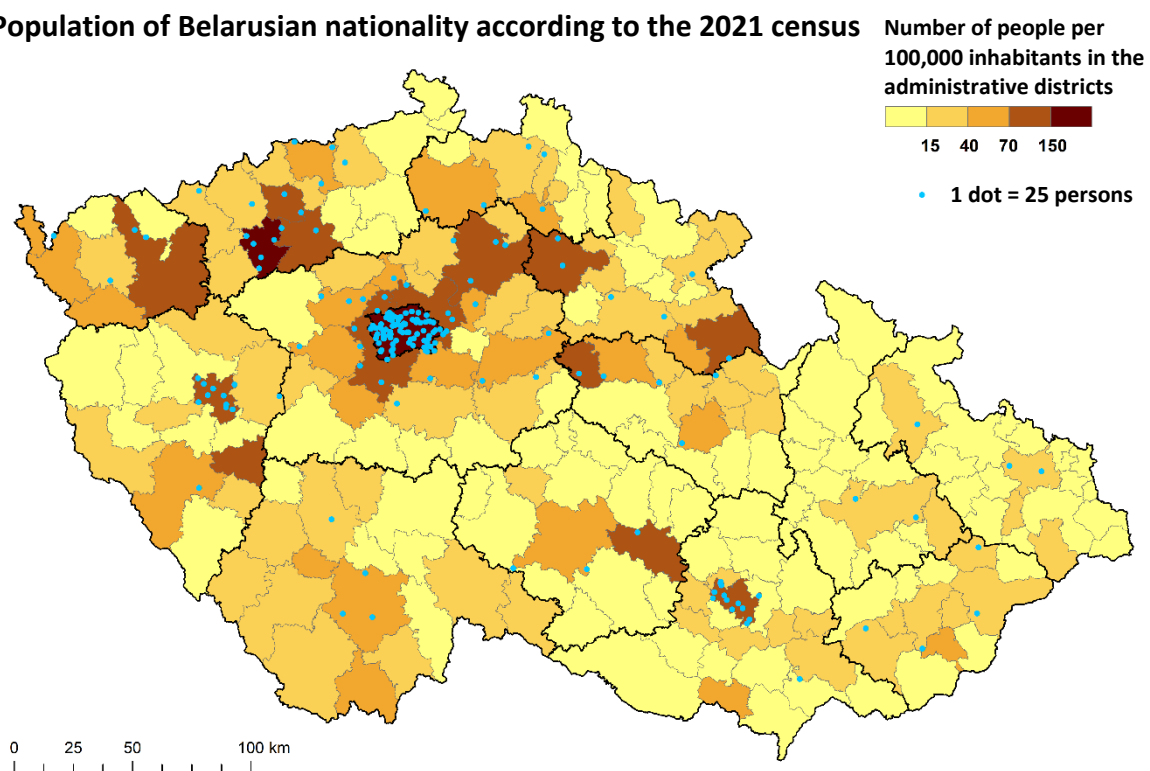 Population of Belarusian nationality according to the 2021 census
Number of people per
100,000 inhabitants in the
administrative districts
15 40 70 150
1 dot = 25 persons
0 25 50 100 km